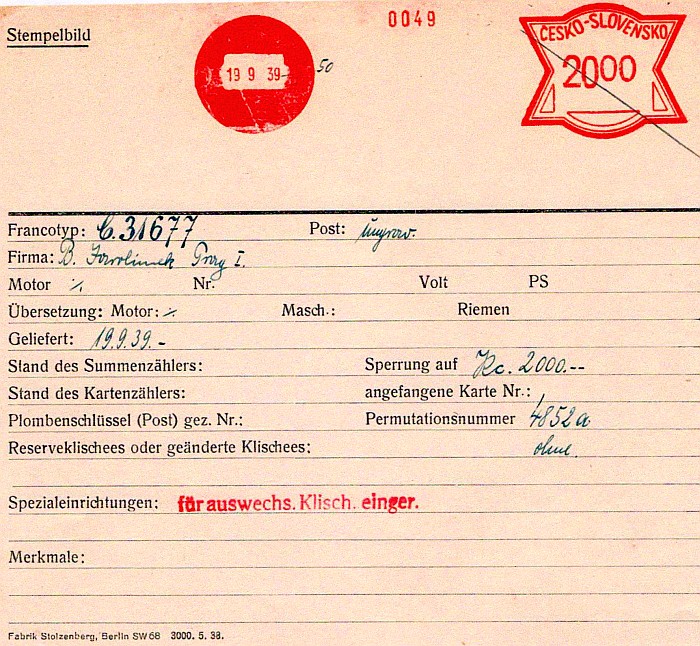 Stempelbild
0049
19 9 39-
50
ČESKO-SLOVENSKO
2000
Francotyp: C.31677 Post:
Firma: B. Prag I.
Motor ·/. Nr. Volt PS
Übersetzung: Motor: ·/. Masch.: Riemen
Geliefert: 19.9.39.-
Stand des Summenzählers: Sperrung auf Kc. 2000.--
Stand des Kartenzählers: angefangene Karte Nr.:
Plombenschlüssel (Post) gez. Nr.: Permutationsnummer 4852a
Reserveklischees oder geänderte Klischees: ohne.
Spezialeinrichtungen: für auswechs. Klisch. einger.
Merkmale:
Fabrik Stolzenberg, Berlin SW 68 3000. 5. 38.